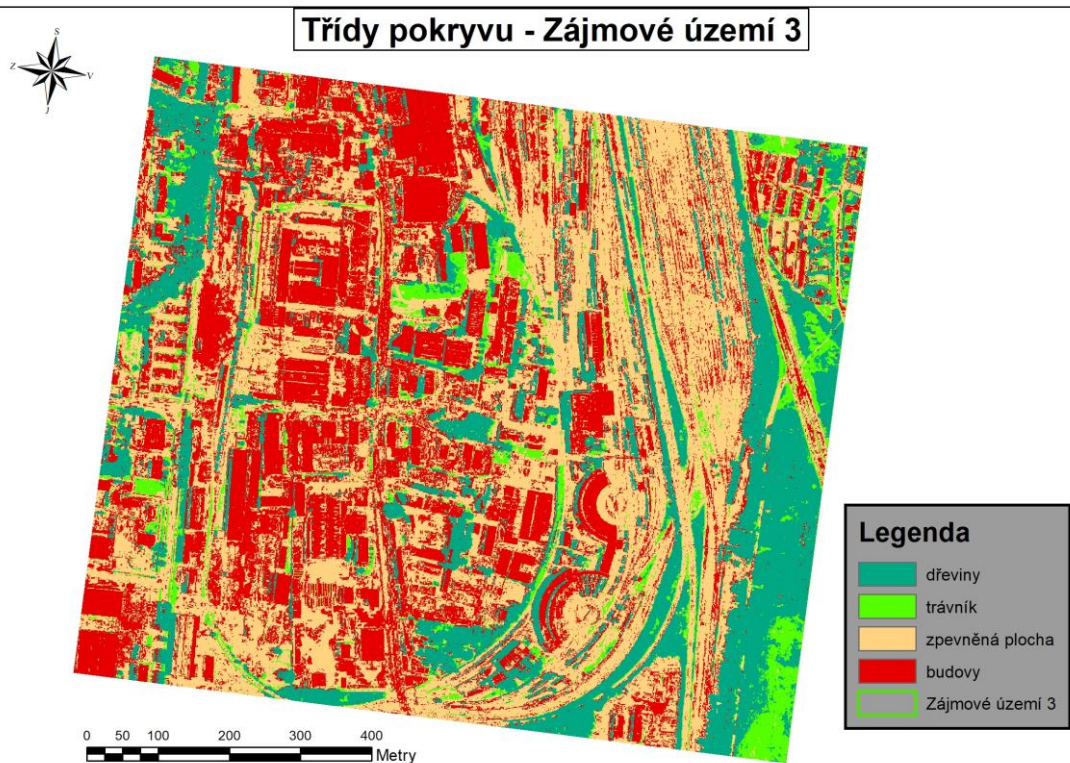 Třídy pokryvu - Zájmové území 3
S
Z
V
J
Legenda
dřeviny
trávník
zpevněná plocha
budovy
Zájmové území 3
0 50 100 200 300 400
Metry